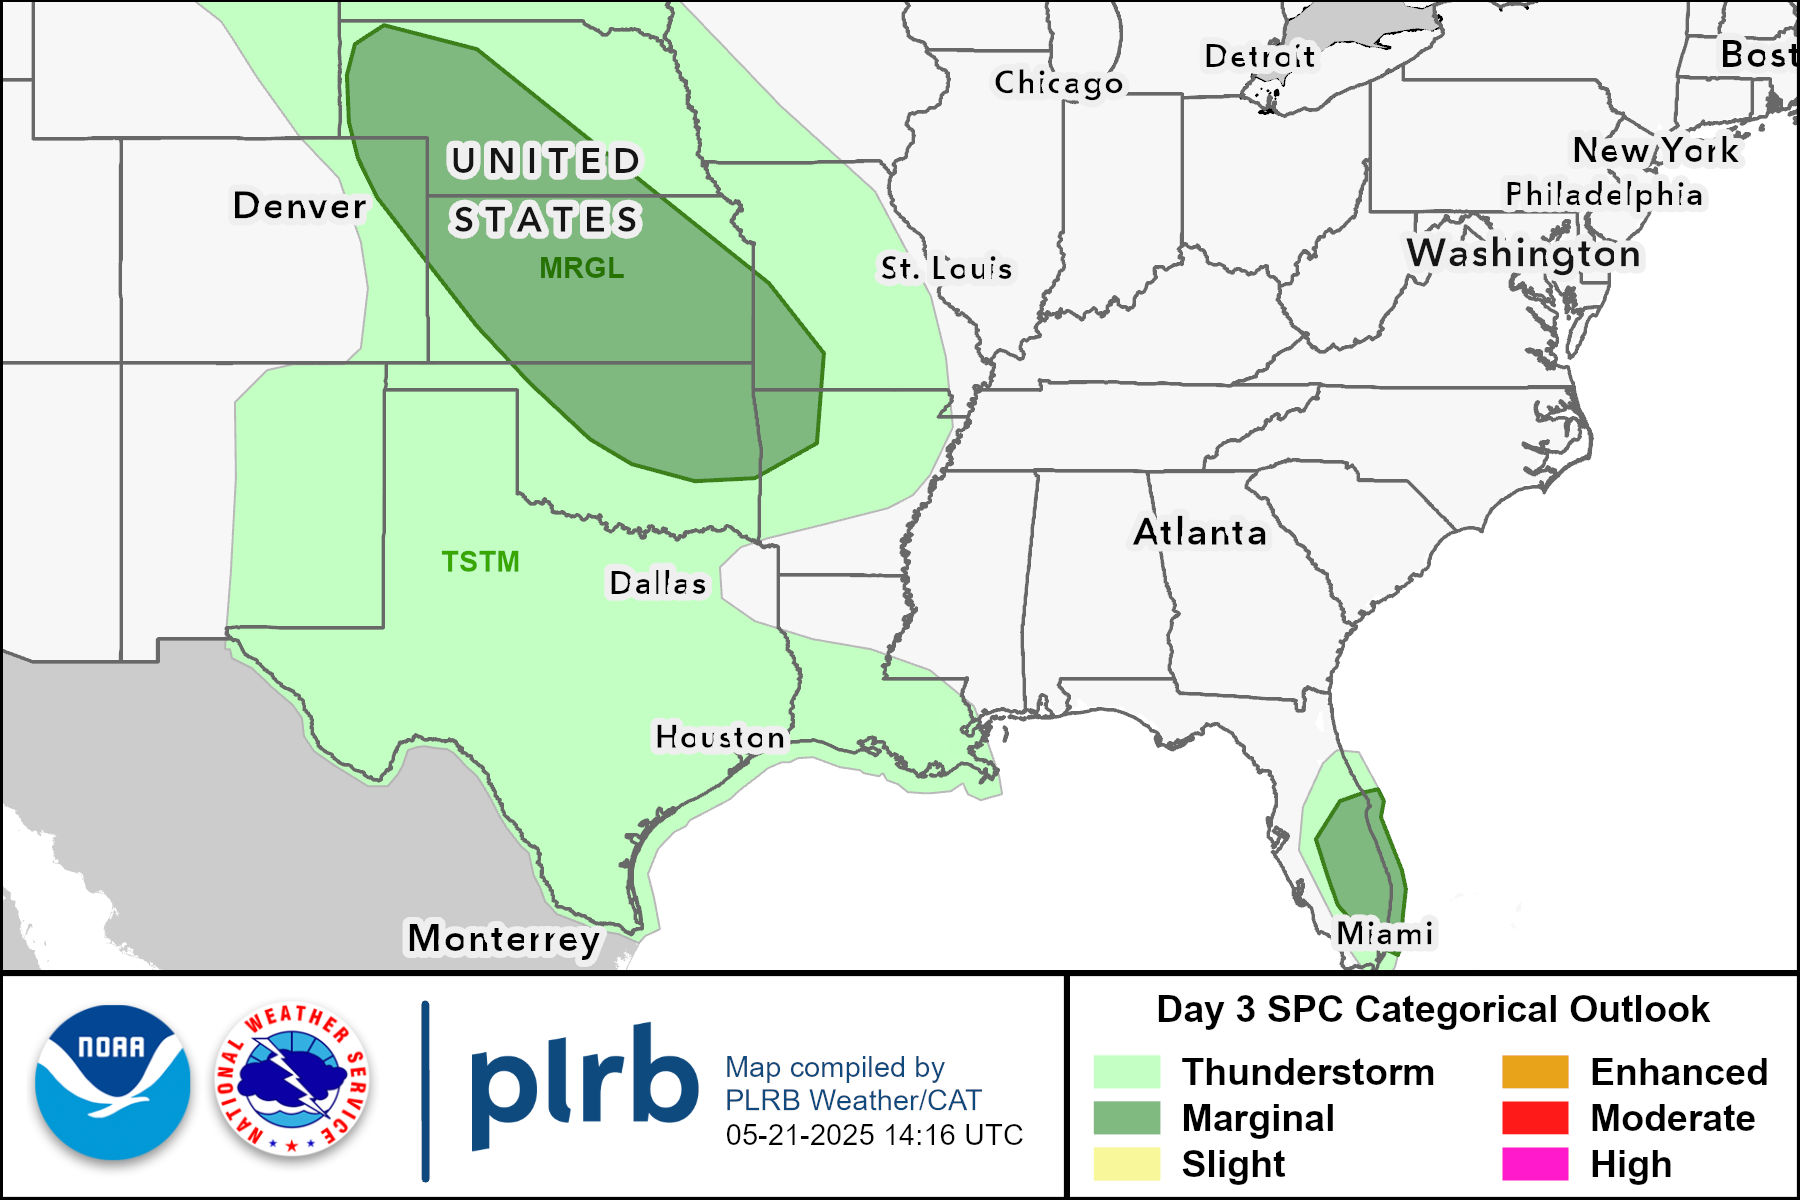 Detroit
Bost
Chicago
New York
UNITED
STATES
Denver
Philadelphia
Washington
MRGL
St. Louis
Atlanta
TSTM
Dallas
Houston
Miami
Monterrey
NOAA
NATIONAL WEATHER SERVICE
plrb
Map compiled by
PLRB Weather/CAT
05-21-2025 14:16 UTC
Day 3 SPC Categorical Outlook
Thunderstorm
Marginal
Slight
Enhanced
Moderate
High